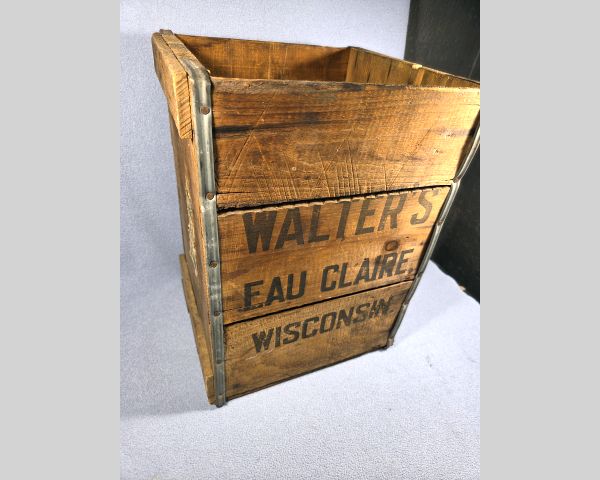 WALTER'S
EAU CLAIRE.
WISCONSIN